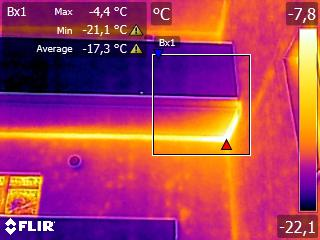 Bx1 Max -4,4 °C
Min -21,1 °C
Average -17,3 °C
°C
-7,8
Bx1
-22,1
FLIR